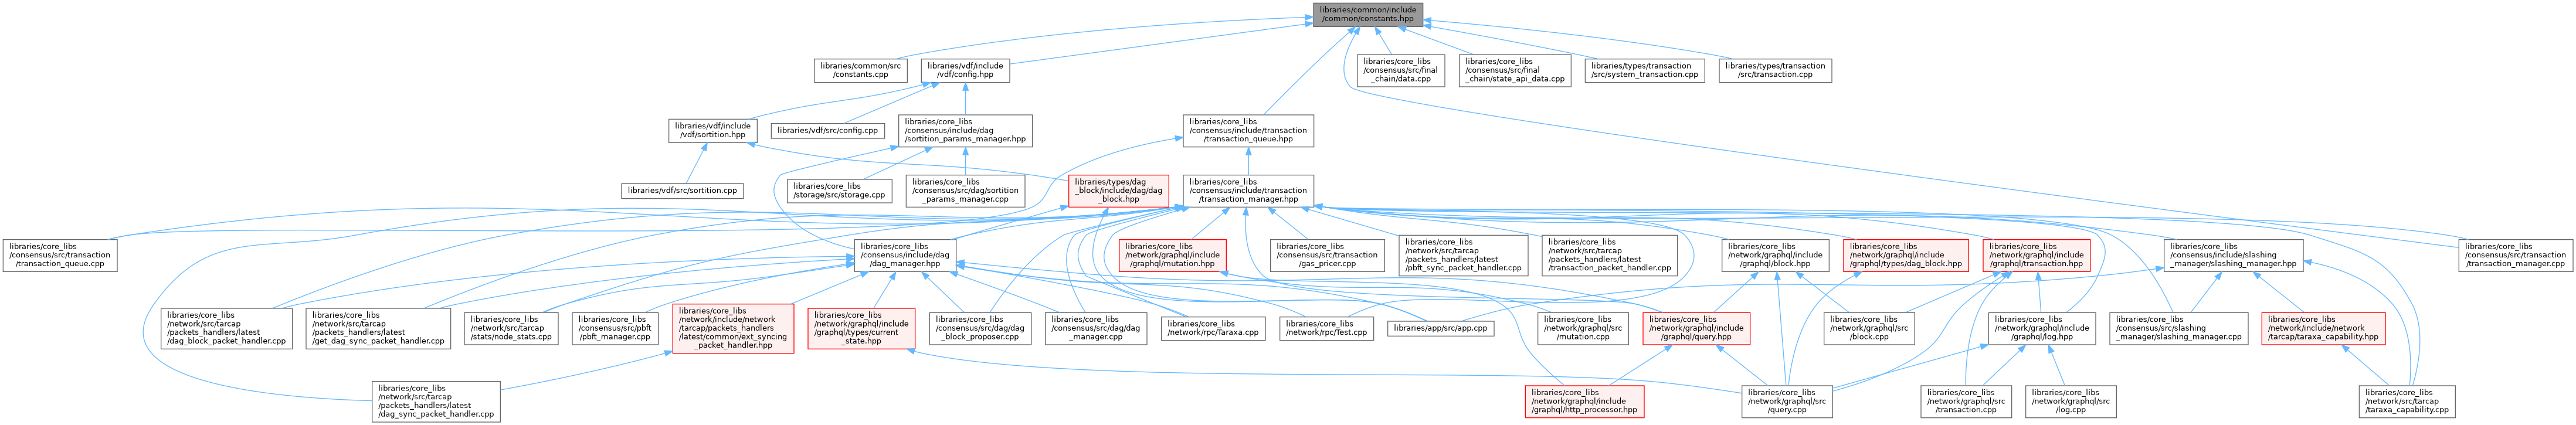 libraries/common/include
/common/constants.hpp
libraries/common/src
/constants.cpp
libraries/vdf/include
/vdf/config.hpp
libraries/core_libs
/consensus/src/final
_chain/data.cpp
libraries/core_libs
/consensus/src/final
_chain/state_api_data.cpp
libraries/types/transaction
/src/system_transaction.cpp
libraries/types/transaction
/src/transaction.cpp
libraries/vdf/include
/vdf/sortition.hpp
libraries/vdf/src/config.cpp
libraries/core_libs
/consensus/include/dag
/sortition_params_manager.hpp
libraries/core_libs
/consensus/include/transaction
/transaction_queue.hpp
libraries/vdf/src/sortition.cpp
libraries/core_libs
/storage/src/storage.cpp
libraries/core_libs
/consensus/src/dag/sortition
_params_manager.cpp
libraries/types/dag
_block/include/dag/dag
_block.hpp
libraries/core_libs
/consensus/include/transaction
/transaction_manager.hpp
libraries/core_libs
/consensus/src/transaction
/transaction_queue.cpp
libraries/core_libs
/consensus/include/dag
/dag_manager.hpp
libraries/core_libs
/network/graphql/include
/graphql/mutation.hpp
libraries/core_libs
/consensus/src/transaction
/gas_pricer.cpp
libraries/core_libs
/network/src/tarcap
/packets_handlers/latest
/pbft_sync_packet_handler.cpp
libraries/core_libs
/network/src/tarcap
/packets_handlers/latest
/transaction_packet_handler.cpp
libraries/core_libs
/network/graphql/include
/graphql/block.hpp
libraries/core_libs
/network/graphql/include
/graphql/types/dag_block.hpp
libraries/core_libs
/network/graphql/include
/graphql/transaction.hpp
libraries/core_libs
/consensus/include/slashing
_manager/slashing_manager.hpp
libraries/core_libs
/consensus/src/transaction
/transaction_manager.cpp
libraries/core_libs
/network/src/tarcap
/packets_handlers/latest
/dag_block_packet_handler.cpp
libraries/core_libs
/network/src/tarcap
/packets_handlers/latest
/get_dag_sync_packet_handler.cpp
libraries/core_libs
/network/src/tarcap
/stats/node_stats.cpp
libraries/core_libs
/consensus/src/pbft
/pbft_manager.cpp
libraries/core_libs
/network/include/network
/tarcap/packets_handlers
/latest/common/ext_syncing
_packet_handler.hpp
libraries/core_libs
/network/graphql/include
/graphql/types/current
_state.hpp
libraries/core_libs
/consensus/src/dag/dag
_block_proposer.cpp
libraries/core_libs
/consensus/src/dag/dag
_manager.cpp
libraries/core_libs
/network/rpc/Taraxa.cpp
libraries/core_libs
/network/rpc/Test.cpp
libraries/app/src/app.cpp
libraries/core_libs
/network/graphql/src
/mutation.cpp
libraries/core_libs
/network/graphql/include
/graphql/query.hpp
libraries/core_libs
/network/graphql/src
/block.cpp
libraries/core_libs
/network/graphql/include
/graphql/log.hpp
libraries/core_libs
/consensus/src/slashing
_manager/slashing_manager.cpp
libraries/core_libs
/network/include/network
/tarcap/taraxa_capability.hpp
libraries/core_libs
/network/src/tarcap
/packets_handlers/latest
/dag_sync_packet_handler.cpp
libraries/core_libs
/network/graphql/include
/graphql/http_processor.hpp
libraries/core_libs
/network/graphql/src
/query.cpp
libraries/core_libs
/network/graphql/src
/transaction.cpp
libraries/core_libs
/network/graphql/src
/log.cpp
libraries/core_libs
/network/src/tarcap
/taraxa_capability.cpp